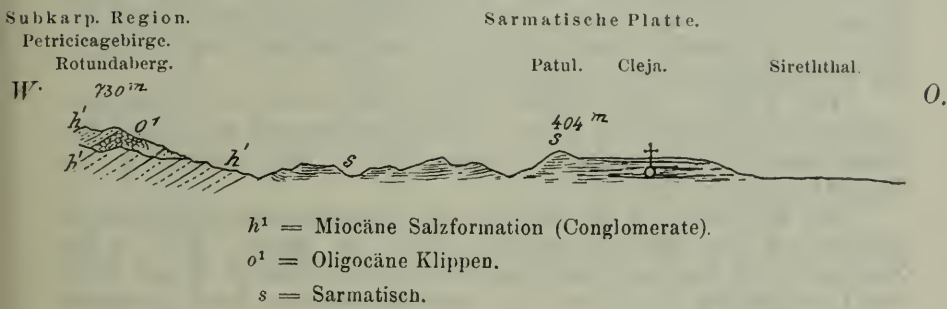 Subkarp. Region. Sarmatische Platte.
Petricicagebirge.
Rotundaberg. Patul. Cleja. Sireththal.
W. 730 m O.
404 m
h' o¹ s
h' h' s
h¹ = Miocäne Salzformation (Conglomerate).
o¹ = Oligocäne Klippen.
s = Sarmatisch.